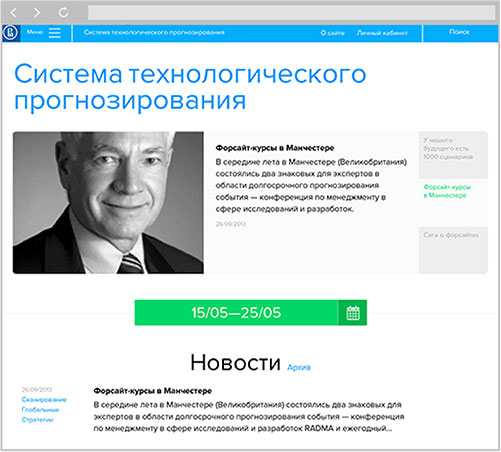 Меню
Система технологического прогнозирования
О сайте
Личный кабинет
Поиск
Система технологического
прогнозирования
Форсайт-курсы в Манчестере
В середине лета в Манчестере (Великобритания)
состоялись два знаковых для экспертов в
области долгосрочного прогнозирования
события — конференция по менеджменту в
сфере исследований и разработок.
26/09/2013
У нашего
будущего есть
1000 сценариев
Форсайт-курсы
в Манчестере
Сага о форсайтах
15/05—25/05
Новости Архив
26/09/2013
Сканирование
Глобальные
Стратегии
Форсайт-курсы в Манчестере
В середине лета в Манчестере (Великобритания) состоялись два знаковых для
экспертов в области долгосрочного прогнозирования события — конференция
по менеджменту в сфере исследований и разработок RADMA и ежегодный...